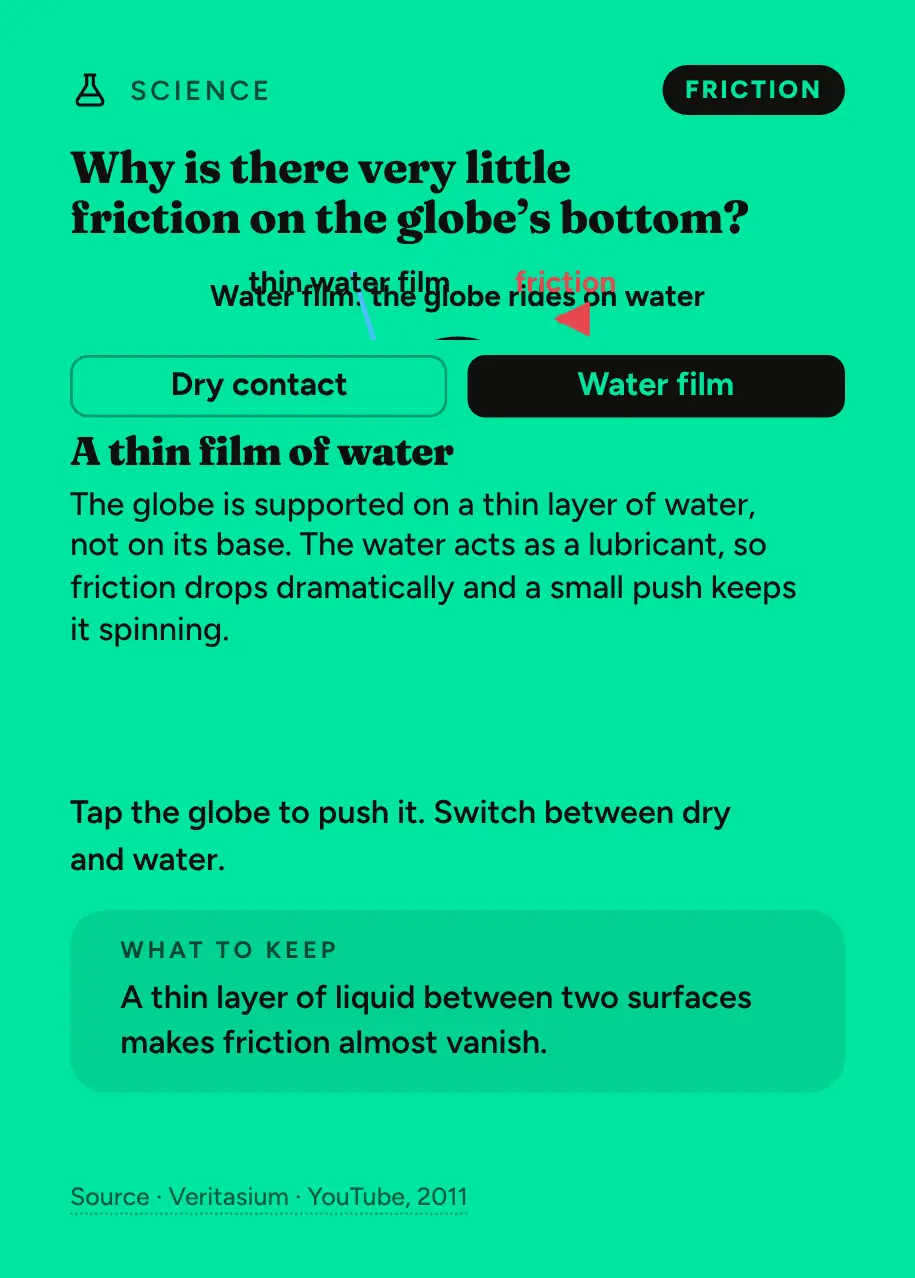 SCIENCE
FRICTION
Why is there very little
friction on the globe’s bottom?
thin water film
friction
Water film: the globe rides on water
Dry contact
Water film
A thin film of water
The globe is supported on a thin layer of water,
not on its base. The water acts as a lubricant, so
friction drops dramatically and a small push keeps
it spinning.
Tap the globe to push it. Switch between dry
and water.
WHAT TO KEEP
A thin layer of liquid between two surfaces
makes friction almost vanish.
Source · Veritasium · YouTube, 2011